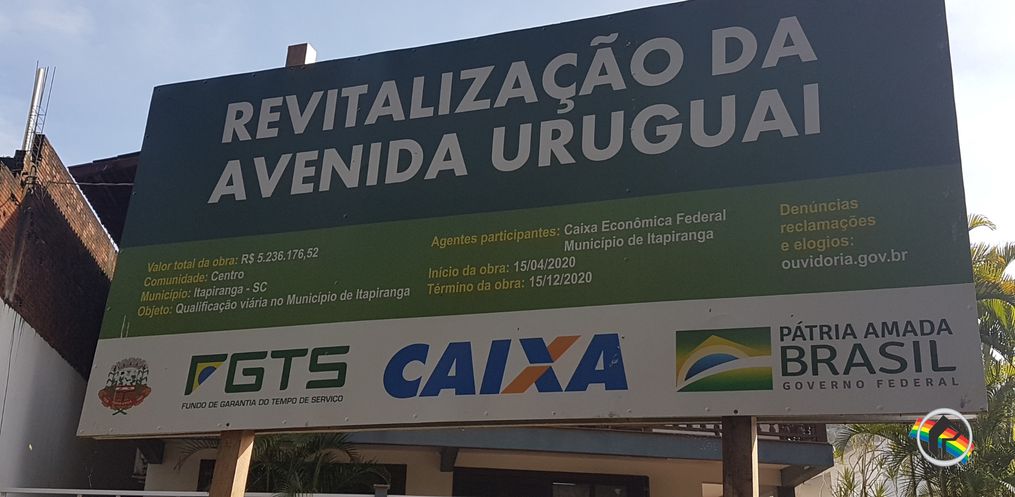 REVITALIZAÇÃO DA
AVENIDA URUGUAI
Valor total da obra: R$ 5.236.176,52
Comunidade: Centro
Município: Itapiranga - SC
Objeto: Qualificação viária no Município de Itapiranga
Agentes participantes: Caixa Econômica Federal
Município de Itapiranga
Início da obra: 15/04/2020
Término da obra: 15/12/2020
Denúncias
reclamações
e elogios:
ouvidoria.gov.br
FGTS
FUNDO DE GARANTIA DO TEMPO DE SERVICO
CAIXA
PÁTRIA AMADA
BRASIL
GOVERNO FEDERAL